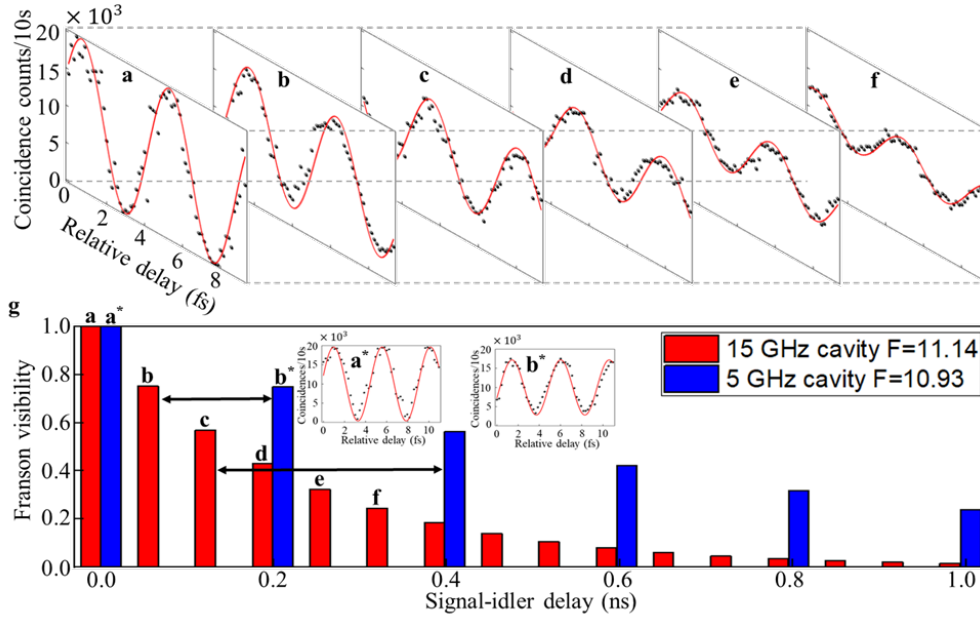 20 × 10³
15
10
5
0
Coincidence counts/10s
a
b
c
d
e
f
0
2
4
6
8
Relative delay (fs)
g
1.0
0.8
0.6
0.4
0.2
0.0
Franson visibility
a a*
b
c
d
e
f
b*
× 10³
20
15
10
5
0
Coincidences/10s
a*
0 2 4 6 8 10
Relative delay (fs)
× 10³
20
15
10
5
0
Coincidences/10s
b*
0 2 4 6 8 10
Relative delay (fs)
15 GHz cavity F=11.14
5 GHz cavity F=10.93
0.0 0.2 0.4 0.6 0.8 1.0
Signal-idler delay (ns)